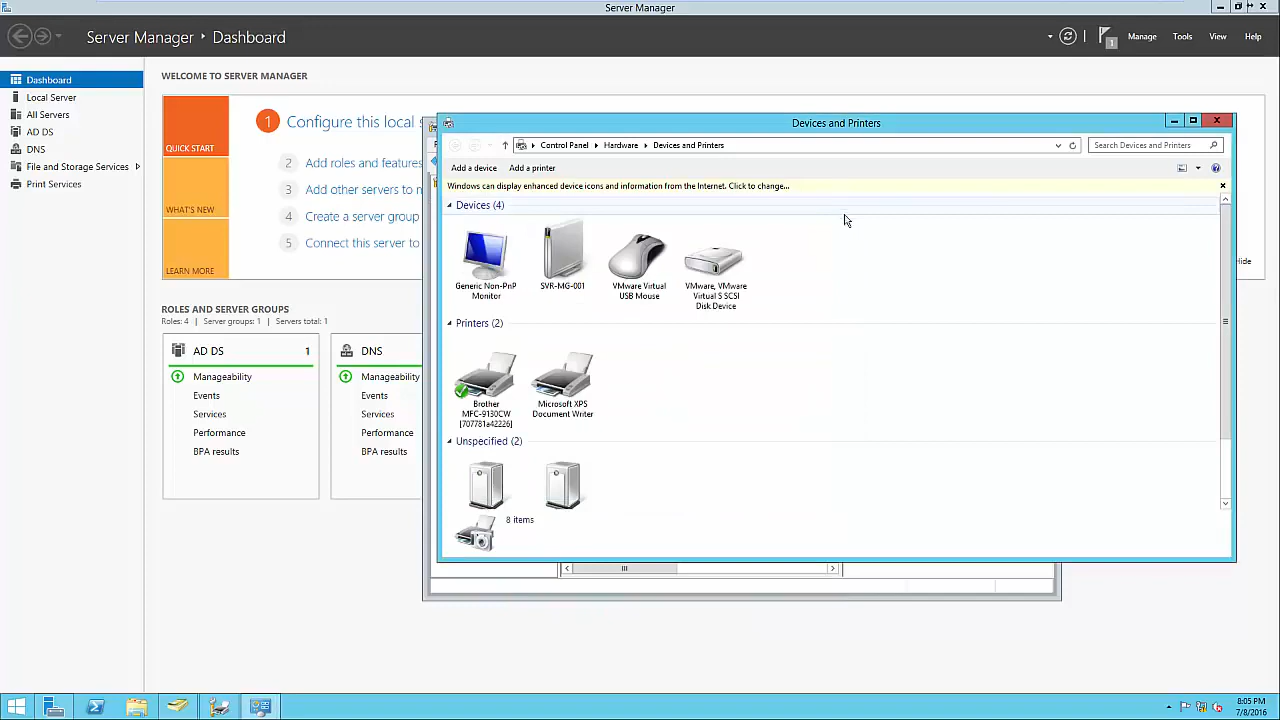 Server Manager
Server Manager ‣ Dashboard
1
Manage
Tools
View
Help
Dashboard
Local Server
All Servers
AD DS
DNS
File and Storage Services
Print Services
WELCOME TO SERVER MANAGER
QUICK START
WHAT'S NEW
LEARN MORE
1 Configure this local s
2 Add roles and features
3 Add other servers to m
4 Create a server group
5 Connect this server to
Hide
ROLES AND SERVER GROUPS
Roles: 4 | Server groups: 1 | Servers total: 1
AD DS 1
Manageability
Events
Services
Performance
BPA results
DNS
Manageability
Events
Services
Performance
BPA results
Devices and Printers
Control Panel ‣ Hardware ‣ Devices and Printers
Search Devices and Printers
Add a device
Add a printer
Windows can display enhanced device icons and information from the Internet. Click to change...
Devices (4)
Generic Non-PnP
Monitor
SVR-MG-001
VMware Virtual
USB Mouse
VMware, VMware
Virtual S SCSI
Disk Device
Printers (2)
Brother
MFC-9130CW
[707781a42226]
Microsoft XPS
Document Writer
Unspecified (2)
8 items
8:05 PM
7/8/2016